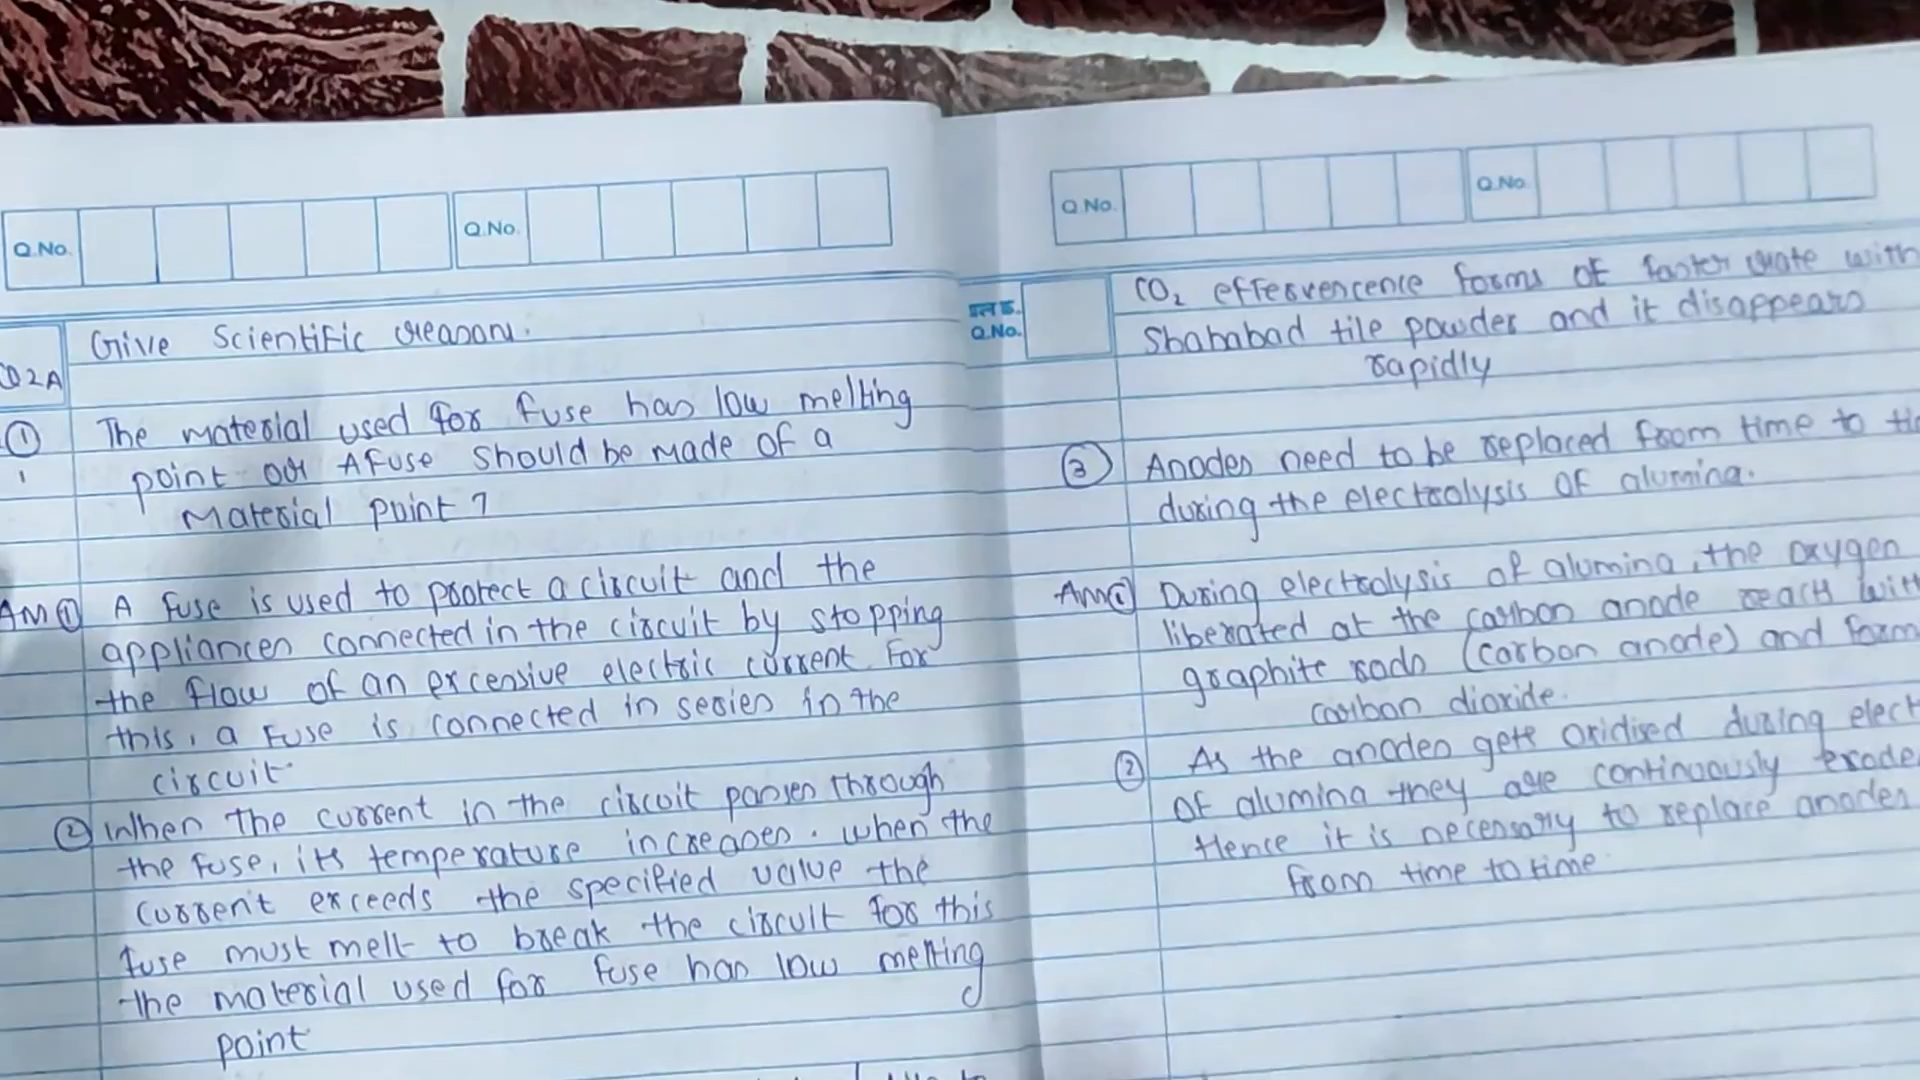 Q.No.
Q.No.
Give Scientific reasons.
Q2A
① The material used for fuse has low melting
point or A fuse should be made of a
Material point ?
Ans ① A fuse is used to protect a circuit and the
appliances connected in the circuit by stopping
the flow of an excessive electric current. For
this, a fuse is connected in series in the
circuit
② When the current in the circuit passes through
the fuse, its temperature increases. when the
current exceeds the specified value the
fuse must melt to break the circuit for this
the material used for fuse has low melting
point
Q.No.
Q.No.
Q.No.
CO₂ effervencence forms of faster rate with
Shahabad tile powder and it disappears
rapidly
③ Anodes need to be replaced from time to
during the electrolysis of alumina.
Ans ① During electrolysis of alumina, the oxygen
liberated at the carbon anode react with
graphite rods (carbon anode) and form
carbon dioxide.
② As the anodes gets oxidised during elect
of alumina they are continuously erode
Hence it is necessary to replace anodes
from time to time